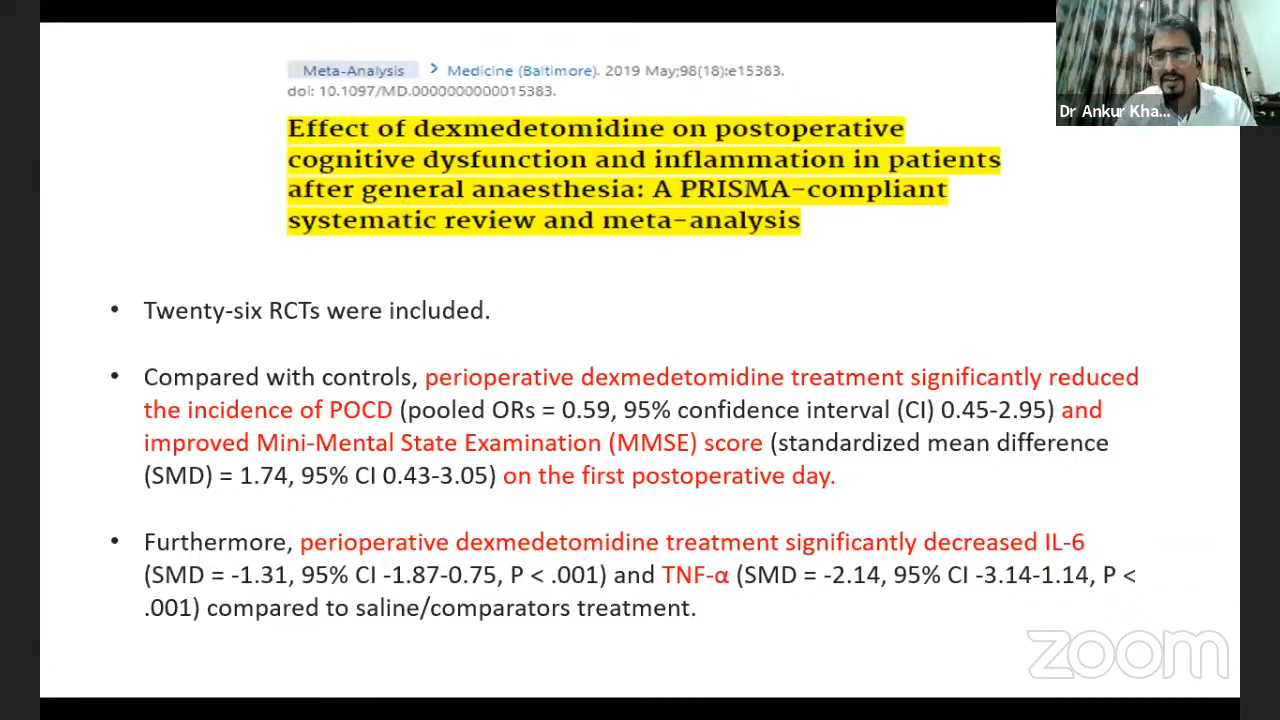 Meta-Analysis > Medicine (Baltimore). 2019 May;98(18):e15383.
doi: 10.1097/MD.0000000000015383.
Effect of dexmedetomidine on postoperative
cognitive dysfunction and inflammation in patients
after general anaesthesia: A PRISMA-compliant
systematic review and meta-analysis
Dr Ankur Kha...
• Twenty-six RCTs were included.
• Compared with controls, perioperative dexmedetomidine treatment significantly reduced
the incidence of POCD (pooled ORs = 0.59, 95% confidence interval (CI) 0.45-2.95) and
improved Mini-Mental State Examination (MMSE) score (standardized mean difference
(SMD) = 1.74, 95% CI 0.43-3.05) on the first postoperative day.
• Furthermore, perioperative dexmedetomidine treatment significantly decreased IL-6
(SMD = -1.31, 95% CI -1.87-0.75, P < .001) and TNF-α (SMD = -2.14, 95% CI -3.14-1.14, P <
.001) compared to saline/comparators treatment.
zoom